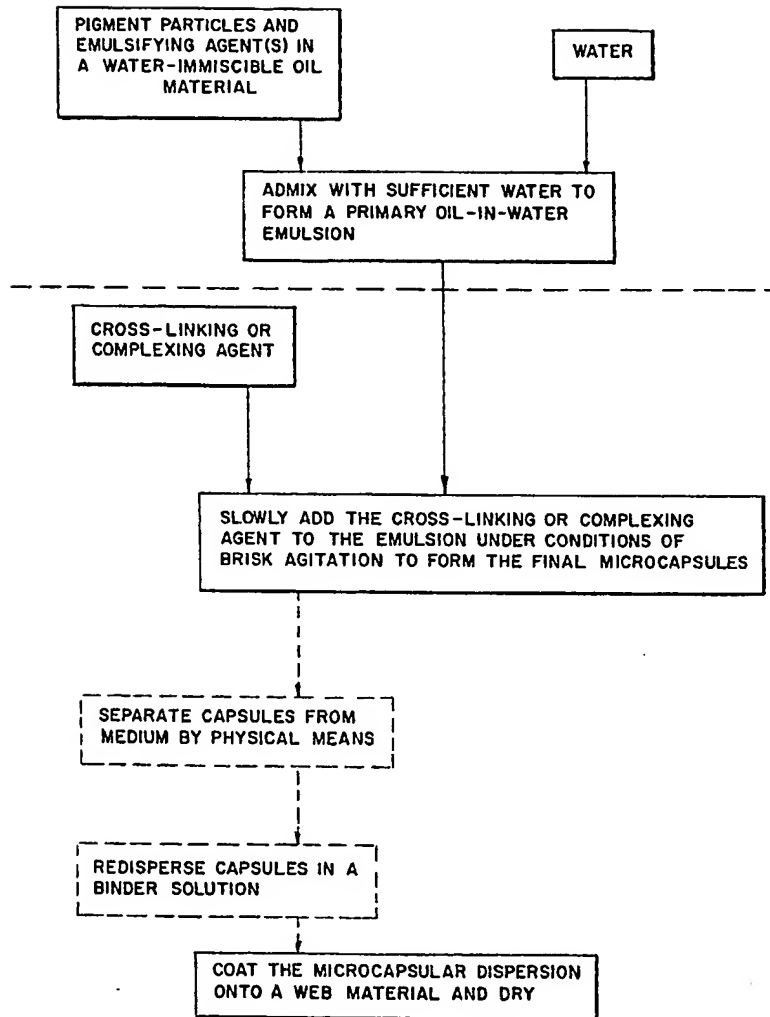 PIGMENT PARTICLES AND
EMULSIFYING AGENT(S) IN
A WATER-IMMISCIBLE OIL
MATERIAL
WATER
ADMIX WITH SUFFICIENT WATER TO
FORM A PRIMARY OIL-IN-WATER
EMULSION
CROSS-LINKING OR
COMPLEXING AGENT
SLOWLY ADD THE CROSS-LINKING OR COMPLEXING
AGENT TO THE EMULSION UNDER CONDITIONS OF
BRISK AGITATION TO FORM THE FINAL MICROCAPSULES
SEPARATE CAPSULES FROM
MEDIUM BY PHYSICAL MEANS
REDISPERSE CAPSULES IN A
BINDER SOLUTION
COAT THE MICROCAPSULAR DISPERSION
ONTO A WEB MATERIAL AND DRY